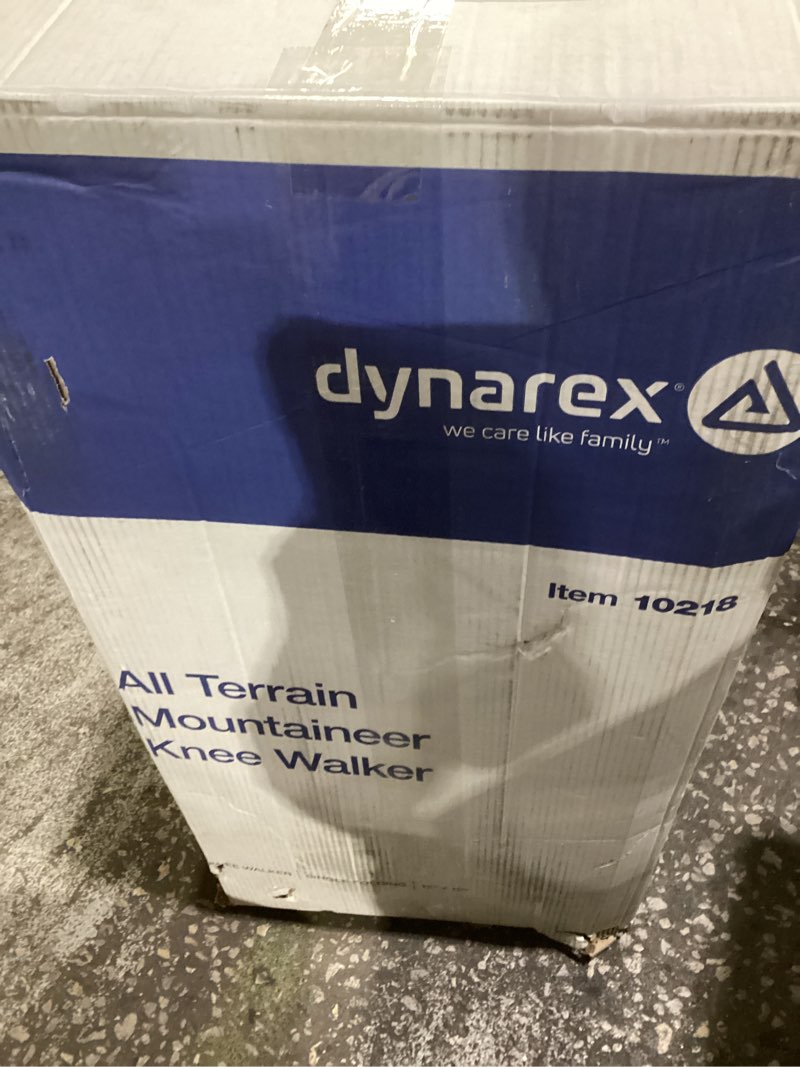 dynarex®
we care like family™
Item 10218
All Terrain
Mountaineer
Knee Walker